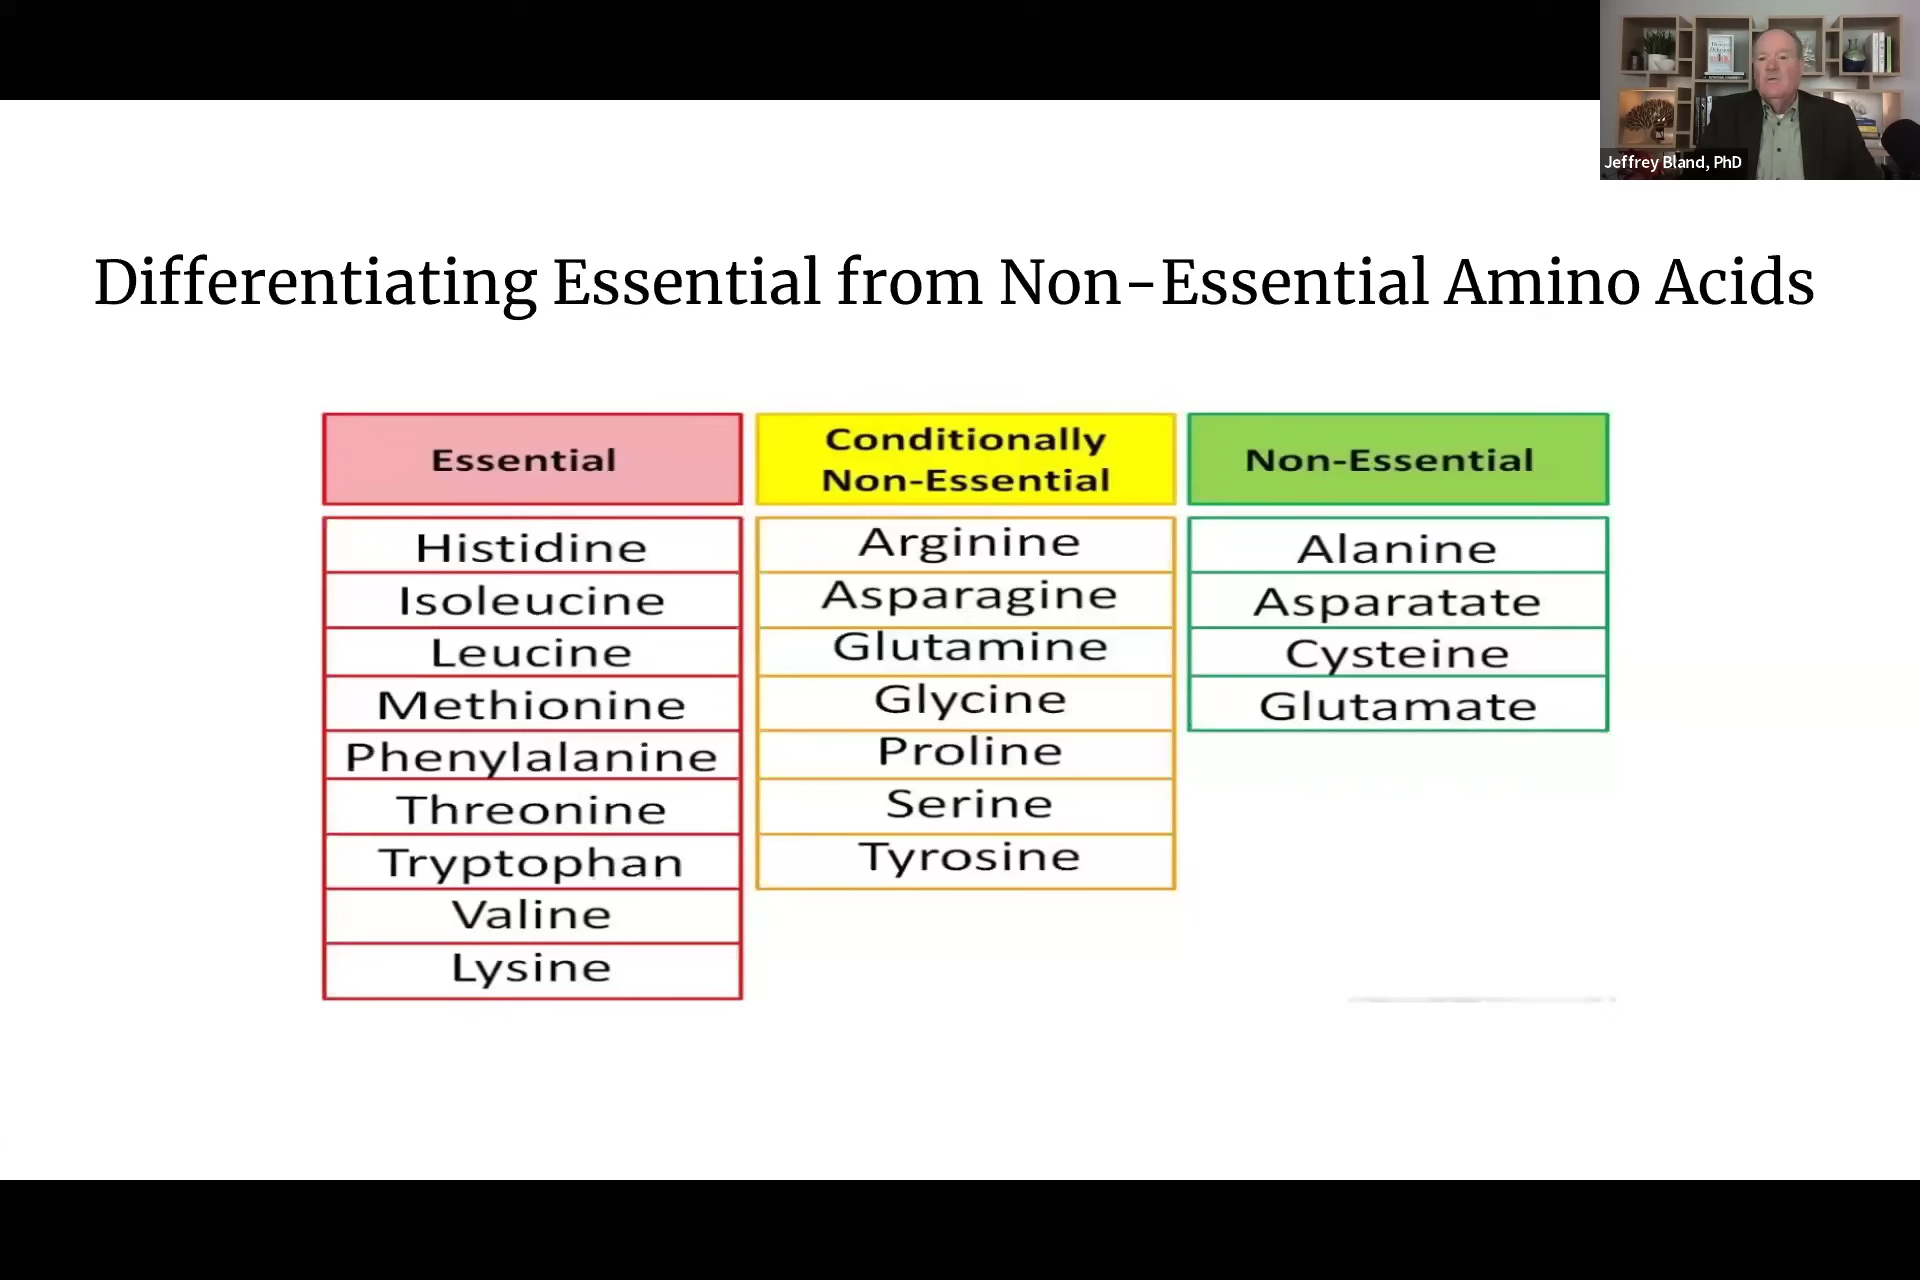 Jeffrey Bland, PhD
Differentiating Essential from Non-Essential Amino Acids
Essential
Conditionally
Non-Essential
Non-Essential
Histidine
Isoleucine
Leucine
Methionine
Phenylalanine
Threonine
Tryptophan
Valine
Lysine
Arginine
Asparagine
Glutamine
Glycine
Proline
Serine
Tyrosine
Alanine
Asparatate
Cysteine
Glutamate